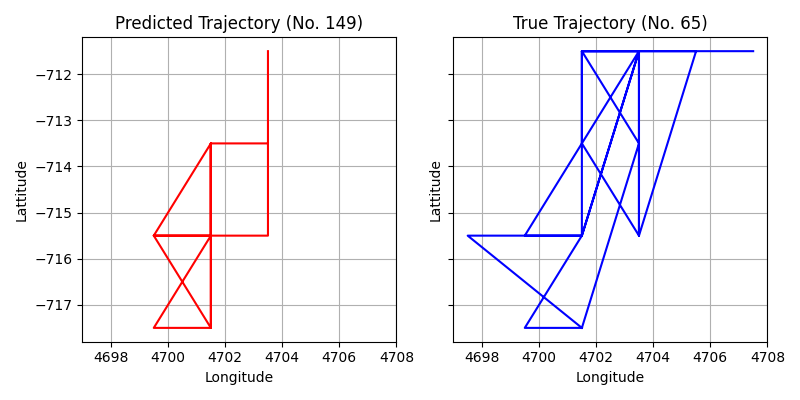 Predicted Trajectory (No. 149)
True Trajectory (No. 65)
−712
−713
−714
−715
−716
−717
Lattitude
Lattitude
4698 4700 4702 4704 4706 4708
4698 4700 4702 4704 4706 4708
Longitude
Longitude